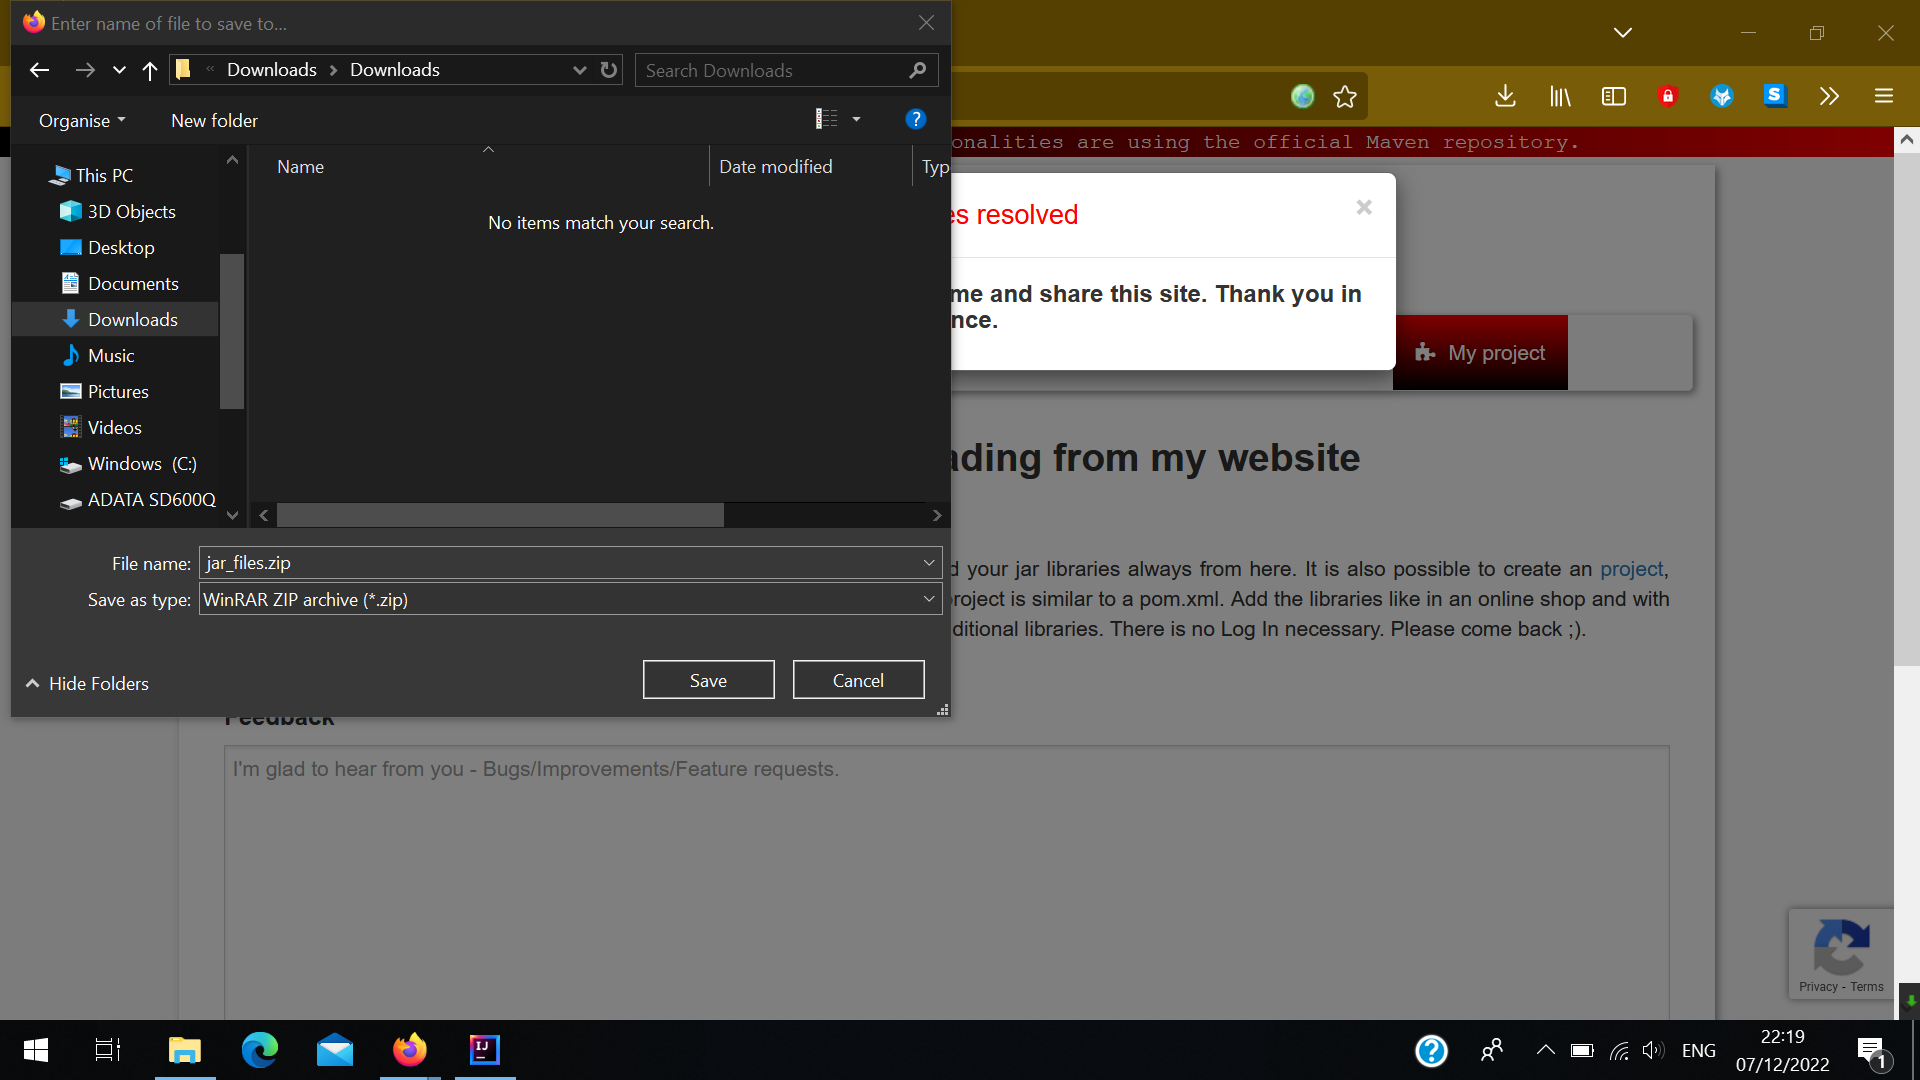 Enter name of file to save to...
« Downloads > Downloads
Search Downloads
Organise
New folder
?
Name
Date modified
Typ
No items match your search.
This PC
3D Objects
Desktop
Documents
Downloads
Music
Pictures
Videos
Windows (C:)
ADATA SD600Q
File name: jar_files.zip
Save as type: WinRAR ZIP archive (*.zip)
Hide Folders
Save
Cancel
S
onalities are using the official Maven repository.
es resolved
×
me and share this site. Thank you in
nce.
My project
ading from my website
d your jar libraries always from here. It is also possible to create an project,
roject is similar to a pom.xml. Add the libraries like in an online shop and with
ditional libraries. There is no Log In necessary. Please come back ;).
Feedback
I'm glad to hear from you - Bugs/Improvements/Feature requests.
Privacy - Terms
IJ
?
ENG
22:19
07/12/2022
1